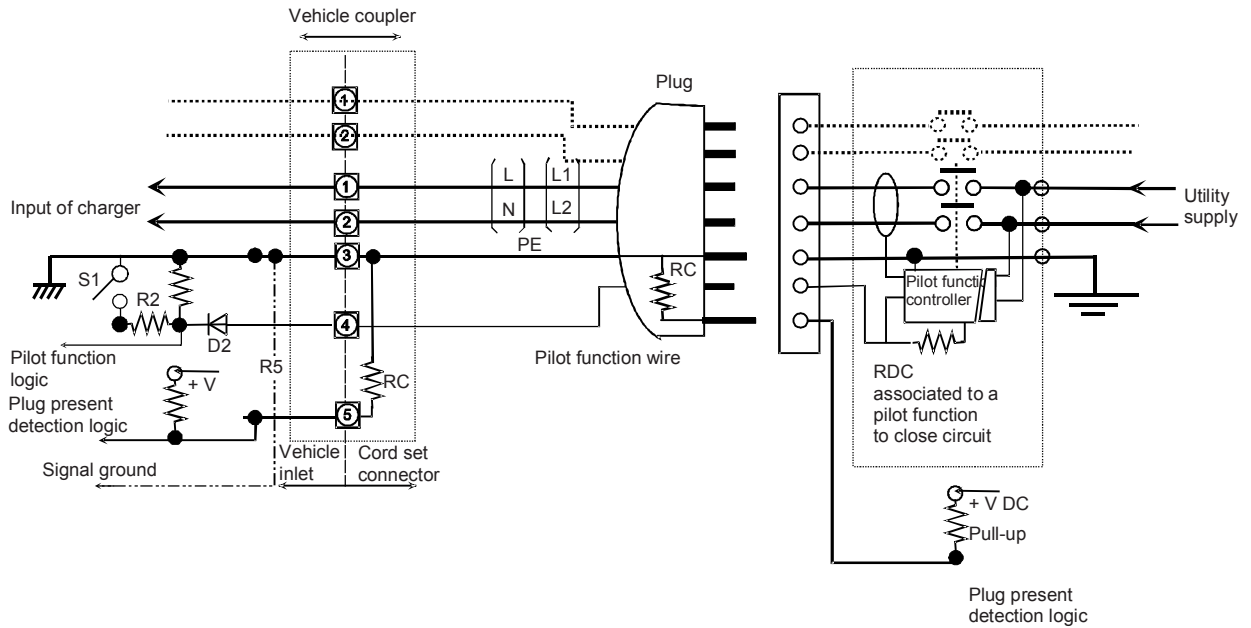 Vehicle coupler
Plug
1
2
L
L1
1
Input of charger
N
L2
2
Utility
supply
PE
3
RC
S1
R2
Pilot functi
controller
D2
4
Pilot function wire
Pilot function
logic
R5
+ V
RC
Plug present
detection logic
5
RDC
associated to a
pilot function
to close circuit
Signal ground
Vehicle
inlet
Cord set
connector
+ V DC
Pull-up
Plug present
detection logic